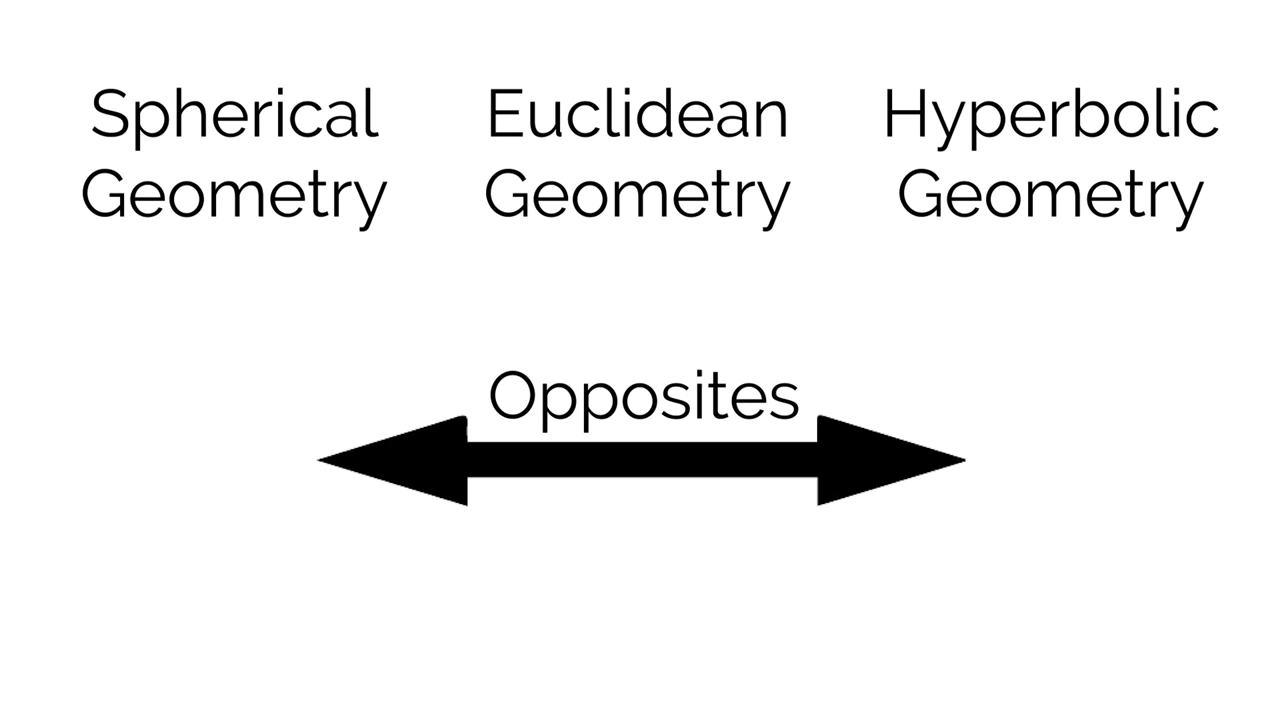 Spherical
Geometry
Euclidean
Geometry
Hyperbolic
Geometry
Opposites